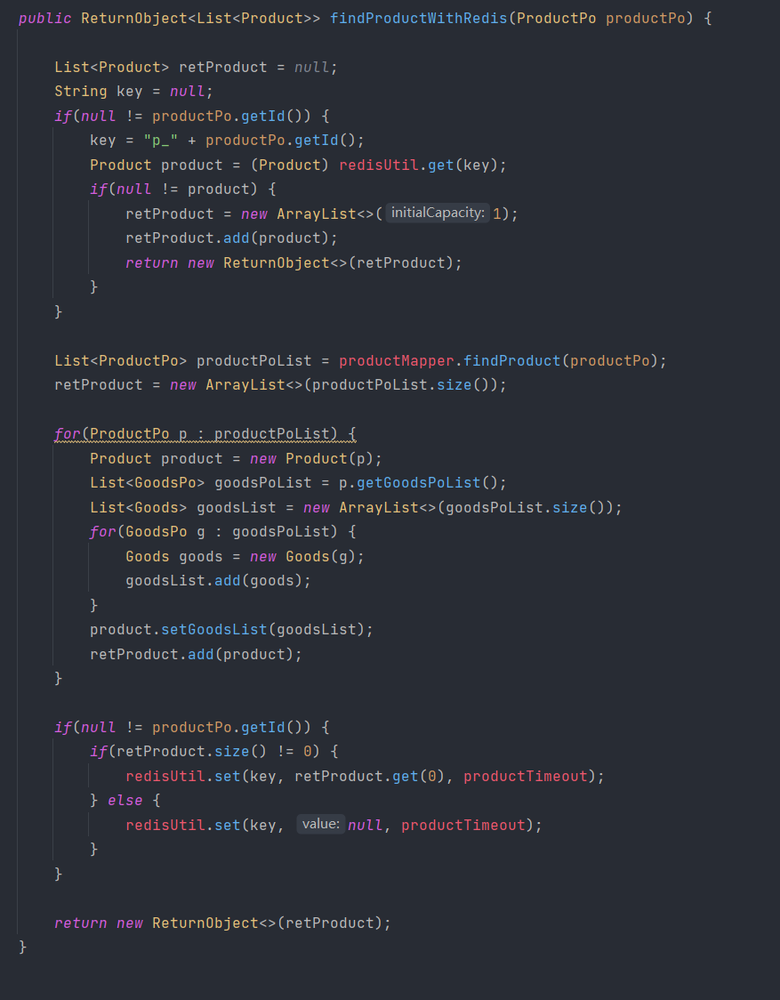 public ReturnObject<List<Product>> findProductWithRedis(ProductPo productPo) {
List<Product> retProduct = null;
String key = null;
if(null != productPo.getId()) {
key = "p_" + productPo.getId();
Product product = (Product) redisUtil.get(key);
if(null != product) {
retProduct = new ArrayList<>( initialCapacity: 1);
retProduct.add(product);
return new ReturnObject<>(retProduct);
}
}
List<ProductPo> productPoList = productMapper.findProduct(productPo);
retProduct = new ArrayList<>(productPoList.size());
for(ProductPo p : productPoList) {
Product product = new Product(p);
List<GoodsPo> goodsPoList = p.getGoodsPoList();
List<Goods> goodsList = new ArrayList<>(goodsPoList.size());
for(GoodsPo g : goodsPoList) {
Goods goods = new Goods(g);
goodsList.add(goods);
}
product.setGoodsList(goodsList);
retProduct.add(product);
}
if(null != productPo.getId()) {
if(retProduct.size() != 0) {
redisUtil.set(key, retProduct.get(0), productTimeout);
} else {
redisUtil.set(key, value: null, productTimeout);
}
}
return new ReturnObject<>(retProduct);
}